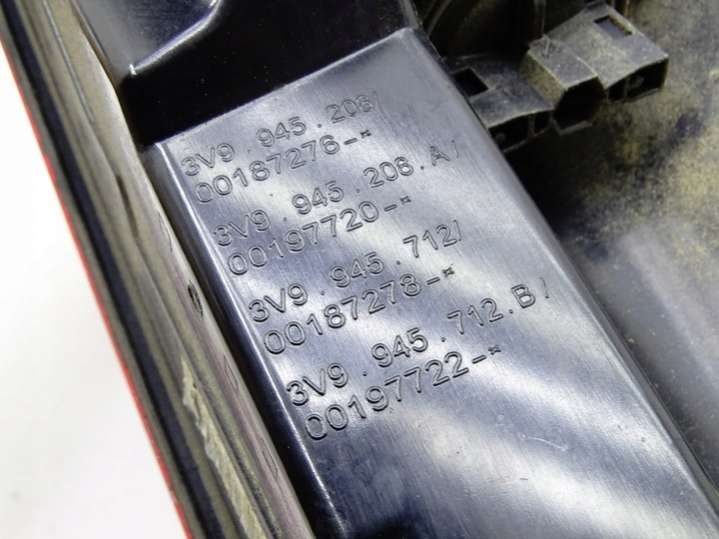 3V9 . 945 . 208/
00187276-*
3V9 . 945 . 208 . A/
00197720-*
3V9 . 945 . 712/
00187278-*
3V9 . 945 . 712 . B/
00197722-*